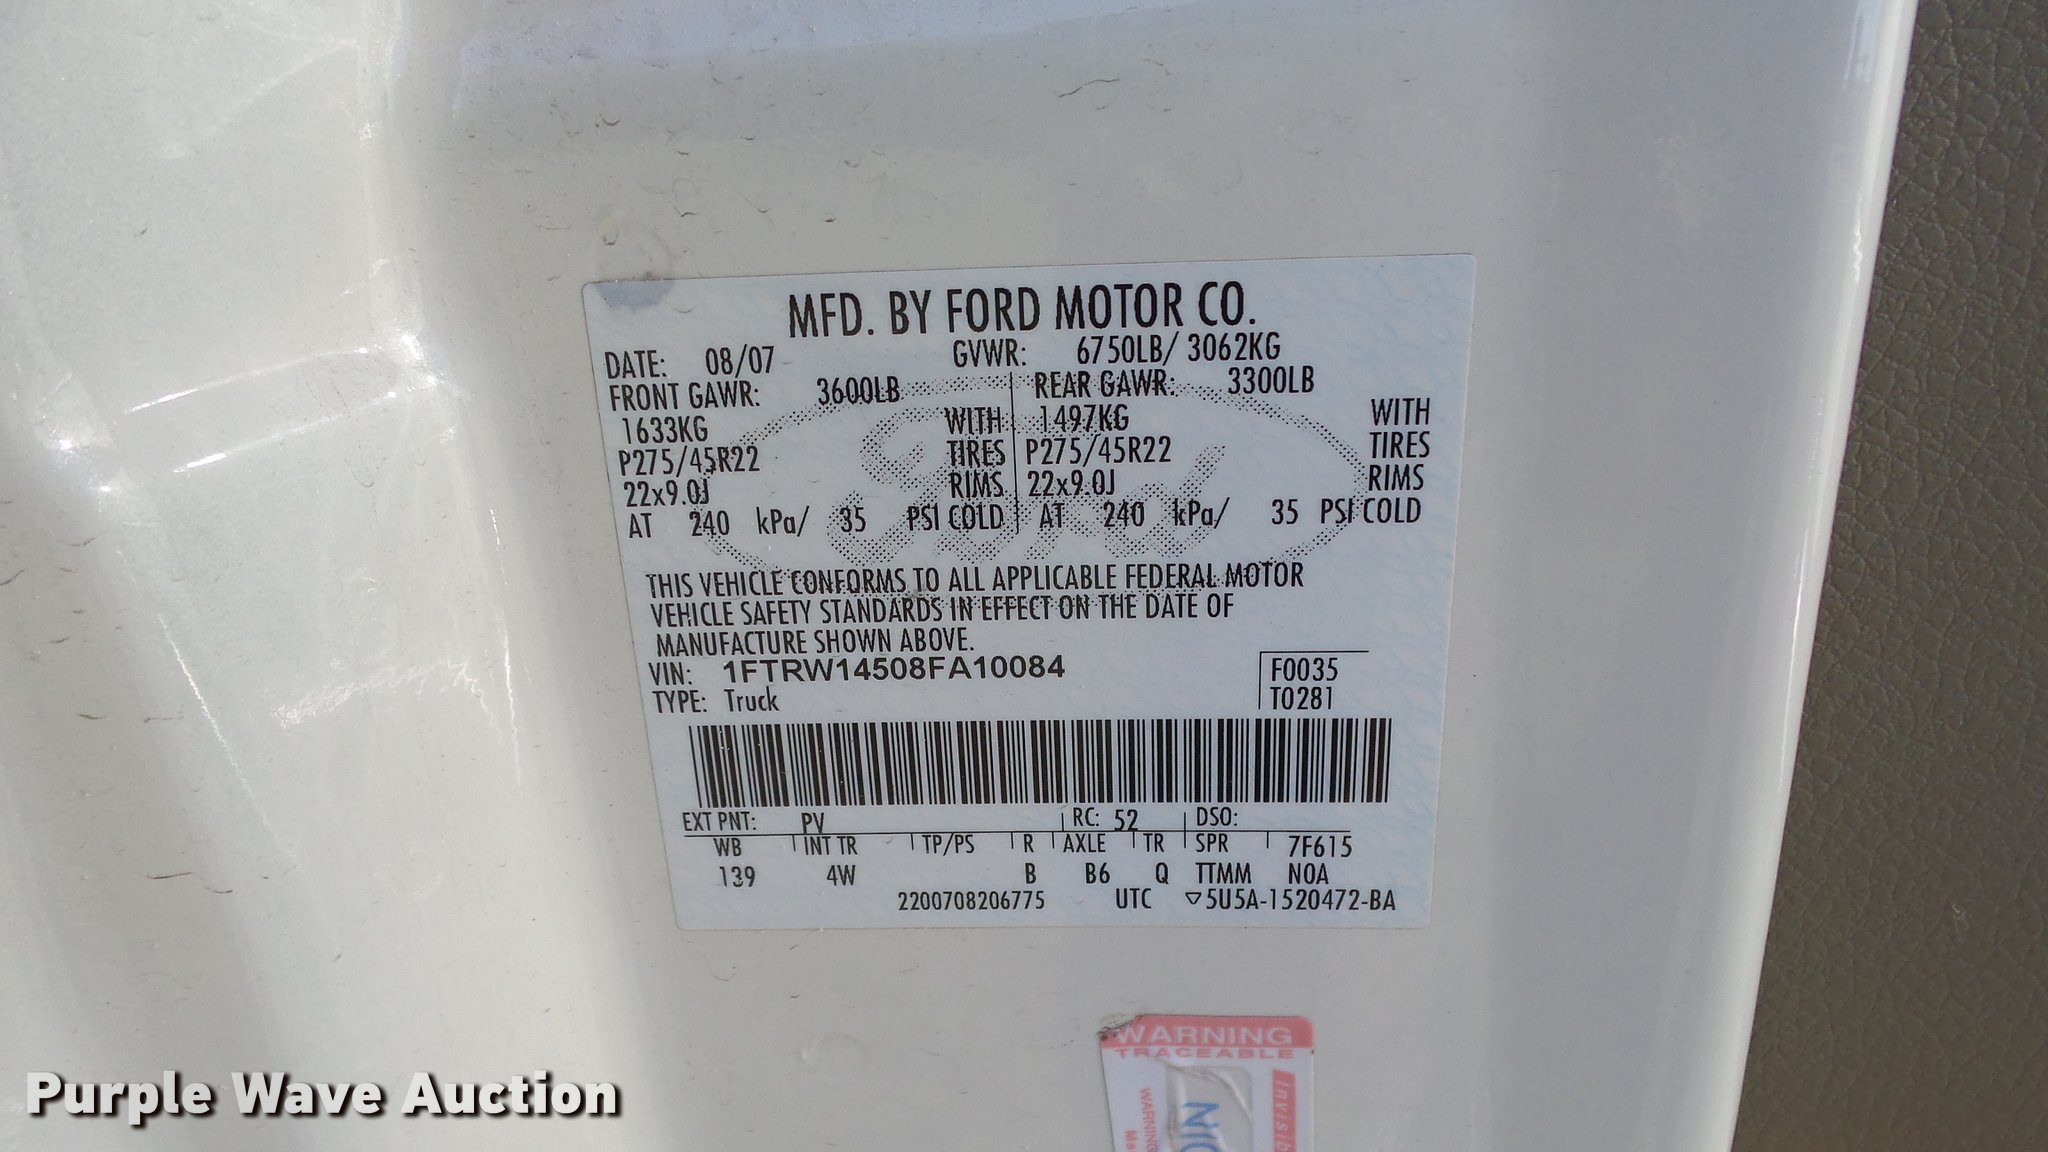 MFD. BY FORD MOTOR CO.
DATE: 08/07 GVWR: 6750LB/ 3062KG
FRONT GAWR: 3600LB REAR GAWR: 3300LB
1633KG WITH 1497KG WITH
P275/45R22 TIRES P275/45R22 TIRES
22x9.0J RIMS 22x9.0J RIMS
AT 240 kPa/ 35 PSI COLD AT 240 kPa/ 35 PSI COLD
Ford
THIS VEHICLE CONFORMS TO ALL APPLICABLE FEDERAL MOTOR
VEHICLE SAFETY STANDARDS IN EFFECT ON THE DATE OF
MANUFACTURE SHOWN ABOVE.
VIN: 1FTRW14508FA10084 F0035
TYPE: Truck T0281
EXT PNT: PV RC: 52 DSO:
WB INT TR TP/PS R AXLE TR SPR 7F615
139 4W B B6 Q TTMM NOA
2200708206775 UTC ▽5U5A-1520472-BA
WARNING
TRACEABLE
WARNING
Purple Wave Auction